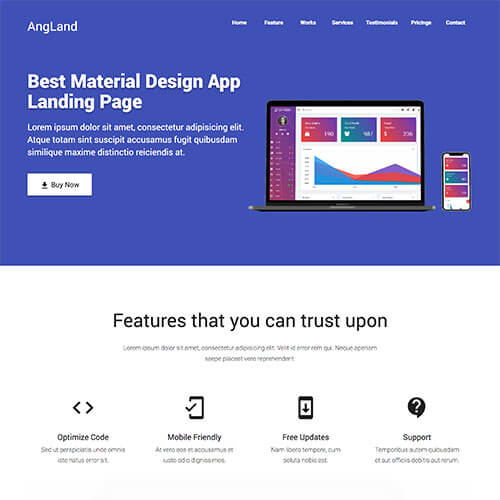 AngLand
Home Feature Works Services Testimonials Pricinge Contact
Best Material Design App
Landing Page
Lorem ipsum dolor sit amet, consectetur adipisicing elit.
Atque totam sint suscipit accusamus fugit quibusdam
similique maxime distinctio reiciendis at.
Buy Now
190
987
236
Features that you can trust upon
Lorem ipsum dolor sit amet, consectetur adipisicing elit. Vel id error rem qui. Neque aperiam
saepe placeat vero reprehenderit
Optimize Code
Sed ut perspiciatis unde omnis
iste natus error sit.
Mobile Friendly
At vero eos et accusamus et
iusto odio dignissimos.
Free Updates
Nam libero tempore, cum
soluta nobis est.
Support
Temporibus autem quibusdam
et aut officiis debitis aut rerum.